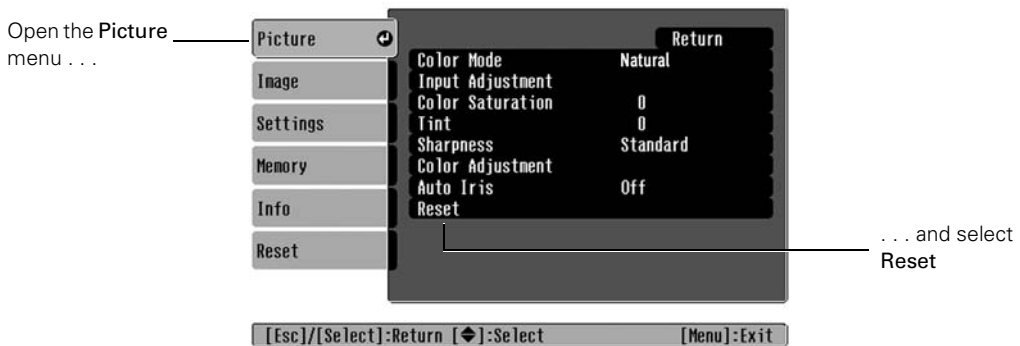 Open the Picture
menu . . .
Picture
Image
Settings
Memory
Info
Reset
Return
Color Mode Natural
Input Adjustment
Color Saturation 0
Tint 0
Sharpness Standard
Color Adjustment
Auto Iris Off
Reset
. . . and select
Reset
[Esc]/[Select]:Return [◆]:Select [Menu]:Exit